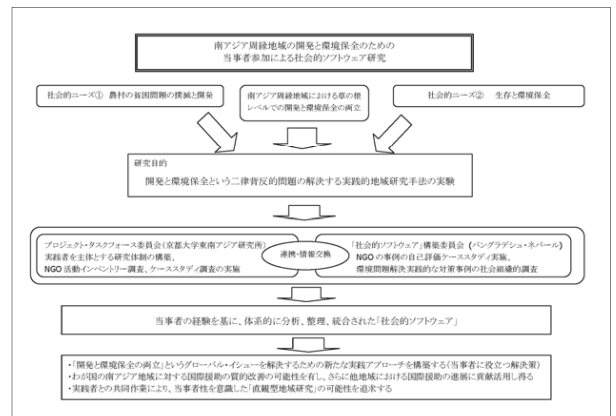 南アジア周縁地域の開発と環境保全のための
当事者参加による社会的ソフトウェア研究
社会的ニーズ① 農村の貧困問題の撲滅と開発
南アジア周縁地域における草の根
レベルでの開発と環境保全の両立
社会的ニーズ② 生存と環境保全
研究目的
開発と環境保全という二律背反的問題の解決する実践的地域研究手法の実験
プロジェクト・タスクフォース委員会(京都大学東南アジア研究所)
実践者を主体とする研究体制の構築、
NGO 活動インベントリー調査、ケーススタディ調査の実施
連携・情報交換
「社会的ソフトウェア」構築委員会 (バングラデシュ・ネパール)
NGO の事例の自己評価ケーススタディ実施、
環境問題解決実践的な対策事例の社会組織的調査
当事者の経験を基に、体系的に分析、整理、統合された「社会的ソフトウェア」
・「開発と環境保全の両立」というグローバル・イシューを解決するための新たな実践アプローチを構築する(当事者に役立つ解決策)
・わが国の南アジア地域に対する国際援助の質的改善の可能性を有し、さらに他地域における国際援助の進展に貢献活用し得る
・実践者との共同作業により、当事者性を意識した「直観型地域研究」の可能性を追求する